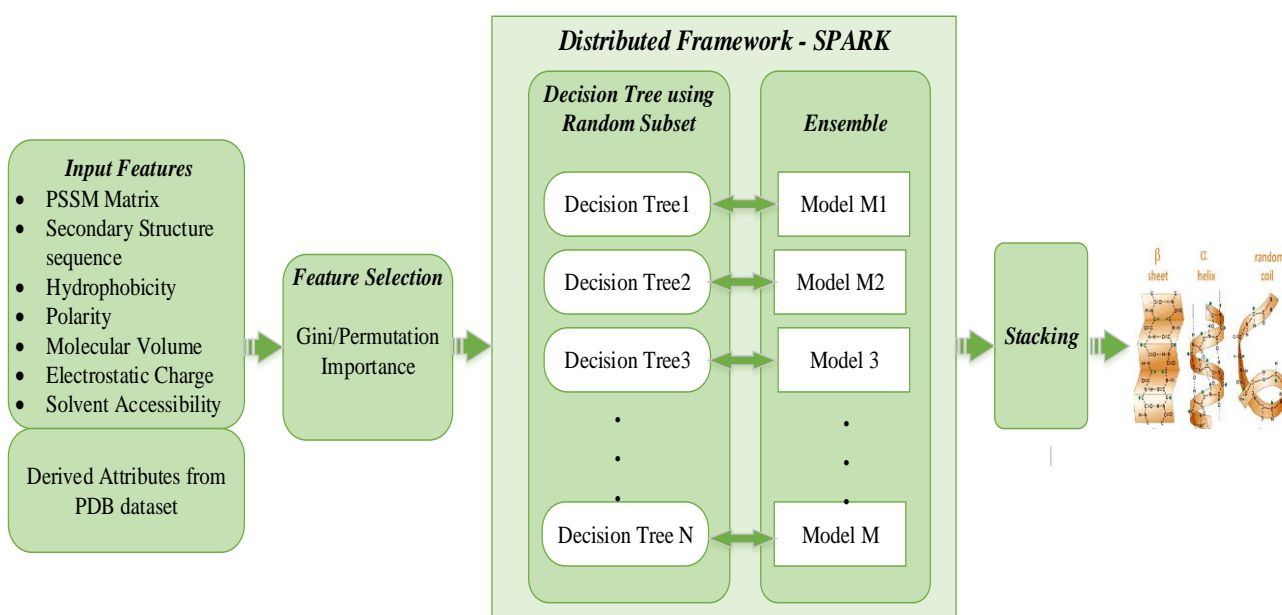 Distributed Framework - SPARK
Input Features
• PSSM Matrix
• Secondary Structure
sequence
• Hydrophobicity
• Polarity
• Molecular Volume
• Electrostatic Charge
• Solvent Accessibility
Derived Attributes from
PDB dataset
Feature Selection
Gini/Permutation
Importance
Decision Tree using
Random Subset
Decision Tree1
Decision Tree2
Decision Tree3
Decision Tree N
Ensemble
Model M1
Model M2
Model 3
Model M
Stacking
β
sheet
α
helix
random
coil